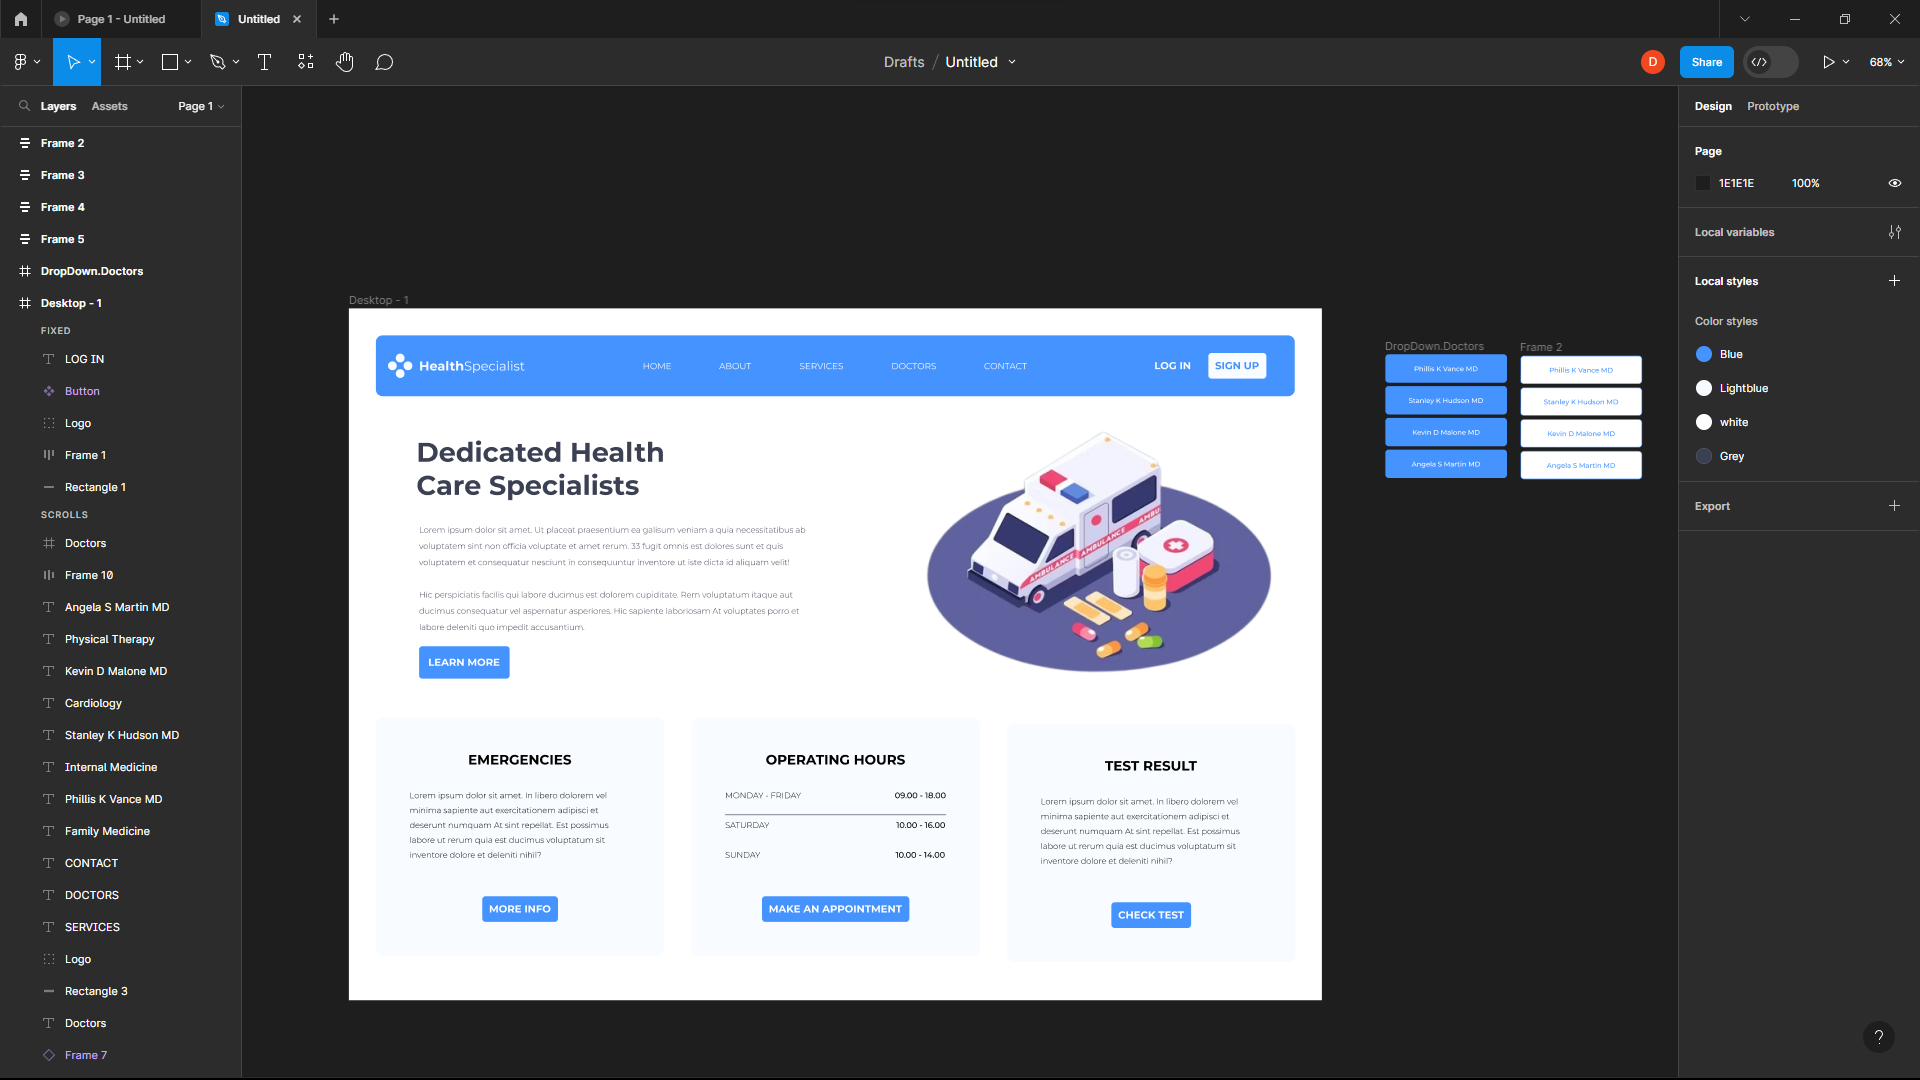 Page 1 - Untitled
Untitled
Drafts / Untitled
D
Share
68%
Layers
Assets
Page 1
Frame 2
Frame 3
Frame 4
Frame 5
DropDown.Doctors
Desktop - 1
FIXED
LOG IN
Button
Logo
Frame 1
Rectangle 1
SCROLLS
Doctors
Frame 10
Angela S Martin MD
Physical Therapy
Kevin D Malone MD
Cardiology
Stanley K Hudson MD
Internal Medicine
Phillis K Vance MD
Family Medicine
CONTACT
DOCTORS
SERVICES
Logo
Rectangle 3
Doctors
Frame 7
Desktop - 1
HealthSpecialist
HOME
ABOUT
SERVICES
DOCTORS
CONTACT
LOG IN
SIGN UP
Dedicated Health
Care Specialists
Lorem ipsum dolor sit amet. Ut placeat praesentium ea galisum veniam a quia necessitatibus ab
voluptatem sint non officia voluptate et amet rerum. 33 fugit omnis est dolores sunt et quis
voluptatem et consequatur nesciunt in consequuntur inventore ut iste dicta id aliquam velit!
Hic perspiciatis facilis qui labore ducimus est dolorem cupiditate. Rem voluptatum itaque aut
ducimus consequatur vel aspernatur asperiores. Hic sapiente laboriosam At voluptates porro et
labore deleniti quo impedit accusantium.
LEARN MORE
AMBULANCE
AMBULANCE
AMBU
EMERGENCIES
Lorem ipsum dolor sit amet. In libero dolorem vel
minima sapiente aut exercitationem adipisci et
deserunt numquam At sint repellat. Est possimus
labore ut rerum quia est ducimus voluptatum sit
inventore dolore et deleniti nihil?
MORE INFO
OPERATING HOURS
MONDAY - FRIDAY 09.00 - 18.00
SATURDAY 10.00 - 16.00
SUNDAY 10.00 - 14.00
MAKE AN APPOINTMENT
TEST RESULT
Lorem ipsum dolor sit amet. In libero dolorem vel
minima sapiente aut exercitationem adipisci et
deserunt numquam At sint repellat. Est possimus
labore ut rerum quia est ducimus voluptatum sit
inventore dolore et deleniti nihil?
CHECK TEST
DropDown.Doctors
Phillis K Vance MD
Stanley K Hudson MD
Kevin D Malone MD
Angela S Martin MD
Frame 2
Phillis K Vance MD
Stanley K Hudson MD
Kevin D Malone MD
Angela S Martin MD
Design
Prototype
Page
1E1E1E 100%
Local variables
Local styles
Color styles
Blue
Lightblue
white
Grey
Export
?